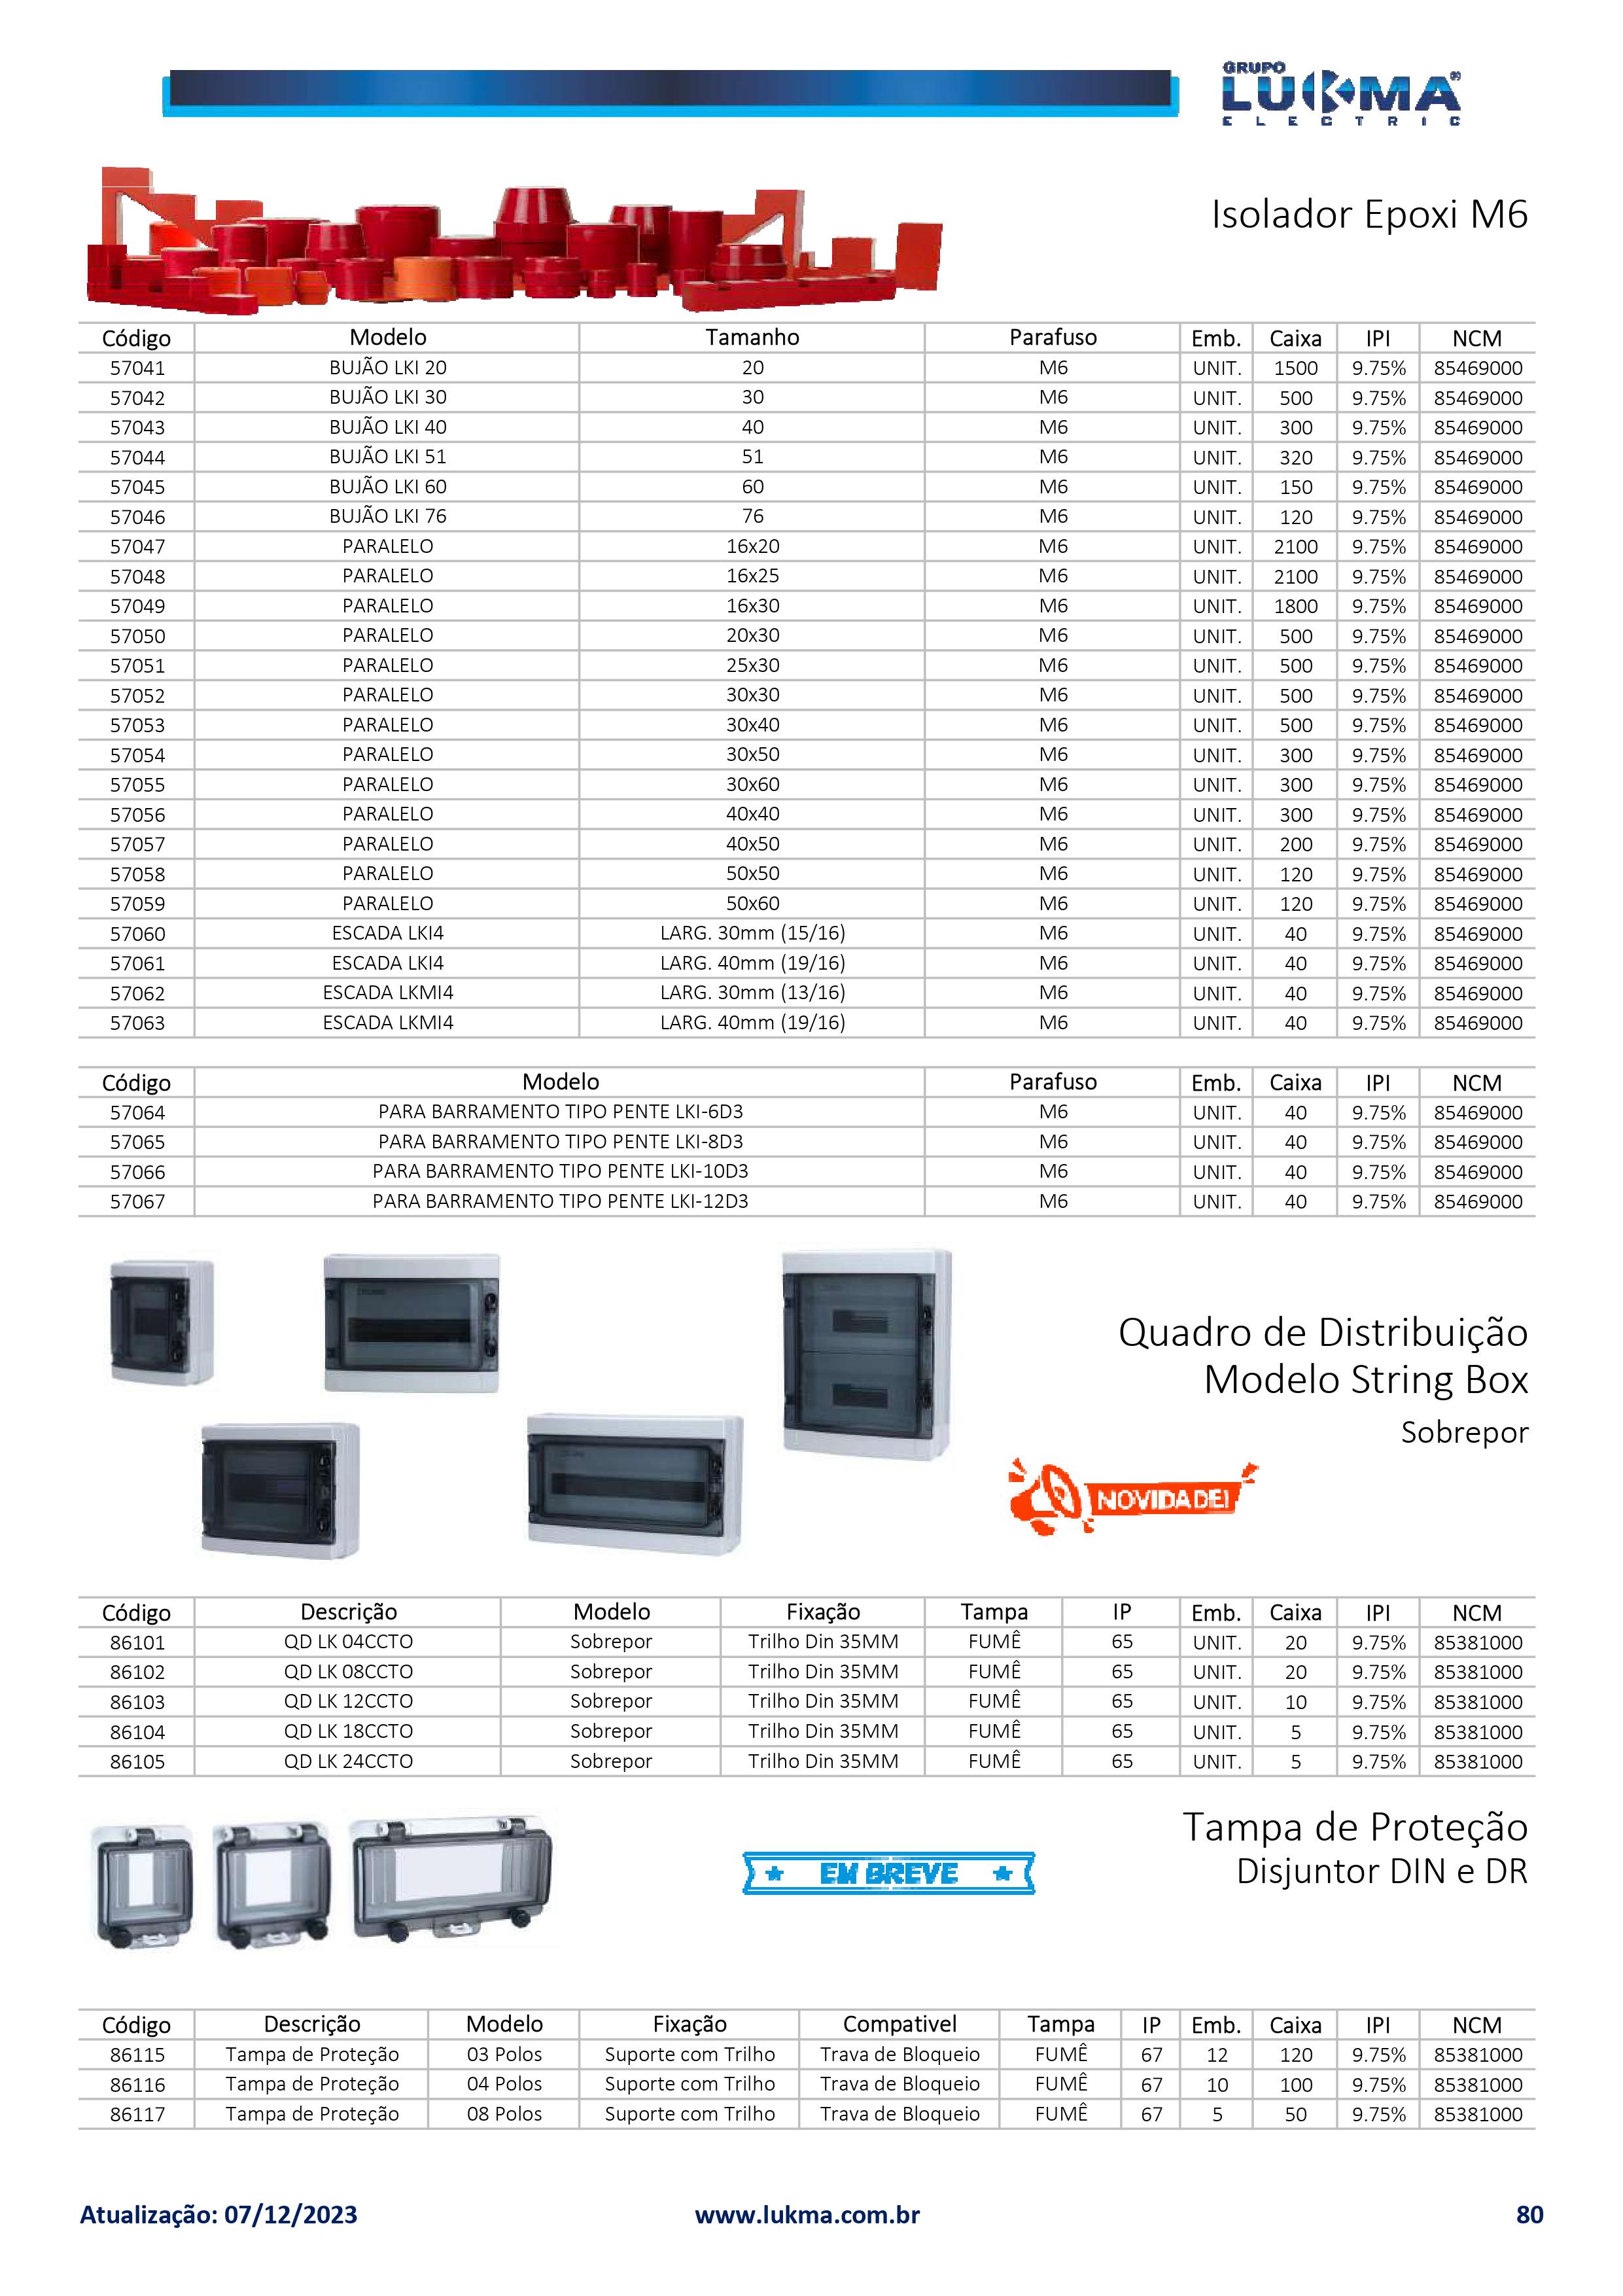 GRUPO
LUKMA®
ELECTRIC
Isolador Epoxi M6
Código Modelo Tamanho Parafuso Emb. Caixa IPI NCM
57041 BUJÃO LKI 20 20 M6 UNIT. 1500 9.75% 85469000
57042 BUJÃO LKI 30 30 M6 UNIT. 500 9.75% 85469000
57043 BUJÃO LKI 40 40 M6 UNIT. 300 9.75% 85469000
57044 BUJÃO LKI 51 51 M6 UNIT. 320 9.75% 85469000
57045 BUJÃO LKI 60 60 M6 UNIT. 150 9.75% 85469000
57046 BUJÃO LKI 76 76 M6 UNIT. 120 9.75% 85469000
57047 PARALELO 16x20 M6 UNIT. 2100 9.75% 85469000
57048 PARALELO 16x25 M6 UNIT. 2100 9.75% 85469000
57049 PARALELO 16x30 M6 UNIT. 1800 9.75% 85469000
57050 PARALELO 20x30 M6 UNIT. 500 9.75% 85469000
57051 PARALELO 25x30 M6 UNIT. 500 9.75% 85469000
57052 PARALELO 30x30 M6 UNIT. 500 9.75% 85469000
57053 PARALELO 30x40 M6 UNIT. 500 9.75% 85469000
57054 PARALELO 30x50 M6 UNIT. 300 9.75% 85469000
57055 PARALELO 30x60 M6 UNIT. 300 9.75% 85469000
57056 PARALELO 40x40 M6 UNIT. 300 9.75% 85469000
57057 PARALELO 40x50 M6 UNIT. 200 9.75% 85469000
57058 PARALELO 50x50 M6 UNIT. 120 9.75% 85469000
57059 PARALELO 50x60 M6 UNIT. 120 9.75% 85469000
57060 ESCADA LKI4 LARG. 30mm (15/16) M6 UNIT. 40 9.75% 85469000
57061 ESCADA LKI4 LARG. 40mm (19/16) M6 UNIT. 40 9.75% 85469000
57062 ESCADA LKMI4 LARG. 30mm (13/16) M6 UNIT. 40 9.75% 85469000
57063 ESCADA LKMI4 LARG. 40mm (19/16) M6 UNIT. 40 9.75% 85469000
Código Modelo Parafuso Emb. Caixa IPI NCM
57064 PARA BARRAMENTO TIPO PENTE LKI-6D3 M6 UNIT. 40 9.75% 85469000
57065 PARA BARRAMENTO TIPO PENTE LKI-8D3 M6 UNIT. 40 9.75% 85469000
57066 PARA BARRAMENTO TIPO PENTE LKI-10D3 M6 UNIT. 40 9.75% 85469000
57067 PARA BARRAMENTO TIPO PENTE LKI-12D3 M6 UNIT. 40 9.75% 85469000
Quadro de Distribuição
Modelo String Box
Sobrepor
NOVIDADE!
Código Descrição Modelo Fixação Tampa IP Emb. Caixa IPI NCM
86101 QD LK 04CCTO Sobrepor Trilho Din 35MM FUMÊ 65 UNIT. 20 9.75% 85381000
86102 QD LK 08CCTO Sobrepor Trilho Din 35MM FUMÊ 65 UNIT. 20 9.75% 85381000
86103 QD LK 12CCTO Sobrepor Trilho Din 35MM FUMÊ 65 UNIT. 10 9.75% 85381000
86104 QD LK 18CCTO Sobrepor Trilho Din 35MM FUMÊ 65 UNIT. 5 9.75% 85381000
86105 QD LK 24CCTO Sobrepor Trilho Din 35MM FUMÊ 65 UNIT. 5 9.75% 85381000
Tampa de Proteção
Disjuntor DIN e DR
EM BREVE
Código Descrição Modelo Fixação Compativel Tampa IP Emb. Caixa IPI NCM
86115 Tampa de Proteção 03 Polos Suporte com Trilho Trava de Bloqueio FUMÊ 67 12 120 9.75% 85381000
86116 Tampa de Proteção 04 Polos Suporte com Trilho Trava de Bloqueio FUMÊ 67 10 100 9.75% 85381000
86117 Tampa de Proteção 08 Polos Suporte com Trilho Trava de Bloqueio FUMÊ 67 5 50 9.75% 85381000
Atualização: 07/12/2023 www.lukma.com.br 80